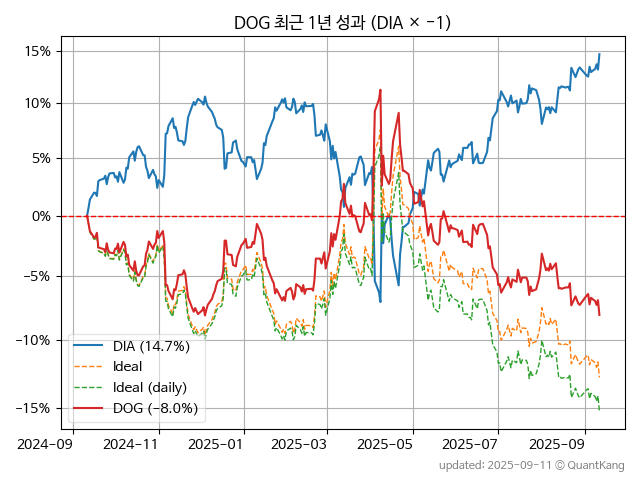 DOG 최근 1년 성과 (DIA × −1)
15%
10%
5%
0%
−5%
−10%
−15%
DIA (14.7%)
Ideal
Ideal (daily)
DOG (−8.0%)
2024-09
2024-11
2025-01
2025-03
2025-05
2025-07
2025-09
updated: 2025-09-11 © QuantKang